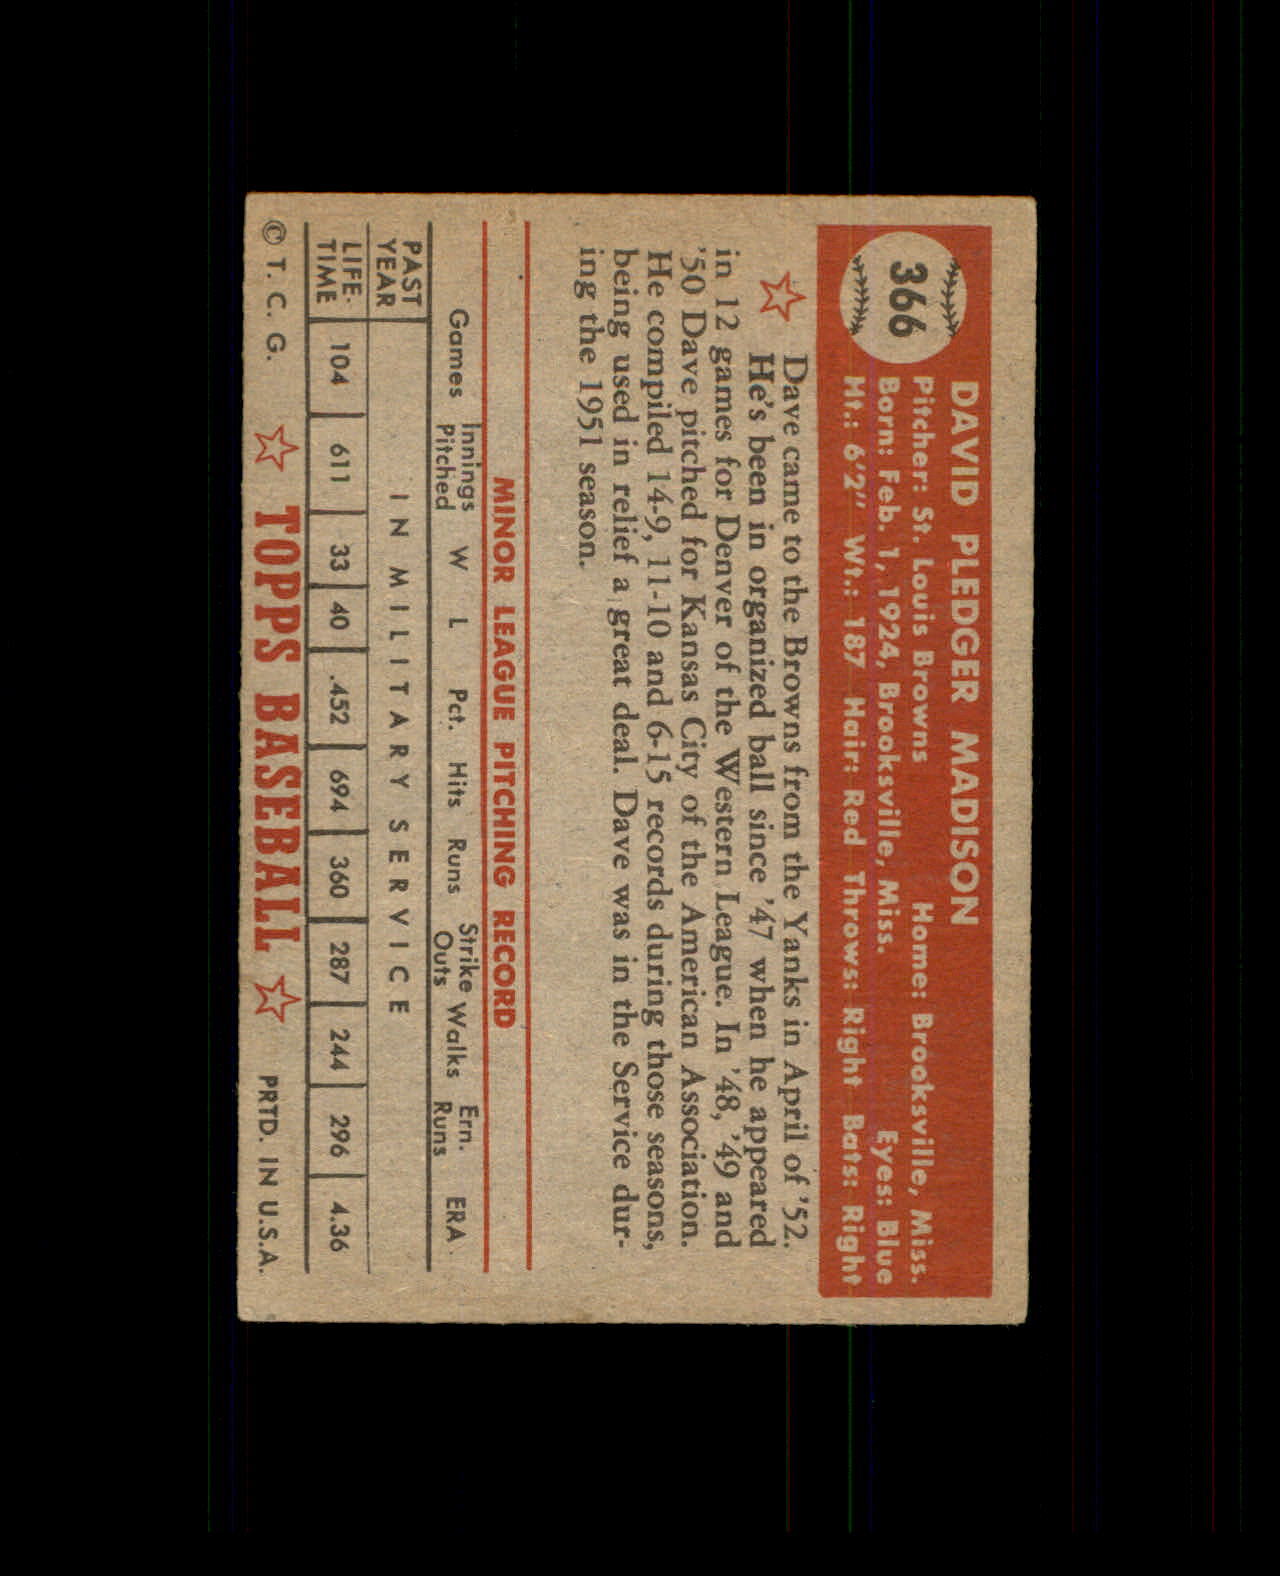 366
DAVID PLEDGER MADISON
Pitcher: St. Louis Browns Home: Brooksville, Miss.
Born: Feb. 1, 1924, Brooksville, Miss. Eyes: Blue
Ht.: 6'2" Wt.: 187 Hair: Red Throws: Right Bats: Right
Dave came to the Browns from the Yanks in April of '52.
He's been in organized ball since '47 when he appeared
in 12 games for Denver of the Western League. In '48, '49 and
'50 Dave pitched for Kansas City of the American Association.
He compiled 14-9, 11-10 and 6-15 records during those seasons,
being used in relief a great deal. Dave was in the Service dur-
ing the 1951 season.
MINOR LEAGUE PITCHING RECORD
Games Innings Pitched W L Pct. Hits Runs Strike Outs Walks Ern. Runs ERA
PAST YEAR IN MILITARY SERVICE
LIFE-TIME 104 611 33 40 .452 694 360 287 244 296 4.36
© T. C. G. TOPPS BASEBALL PRTD. IN U.S.A.